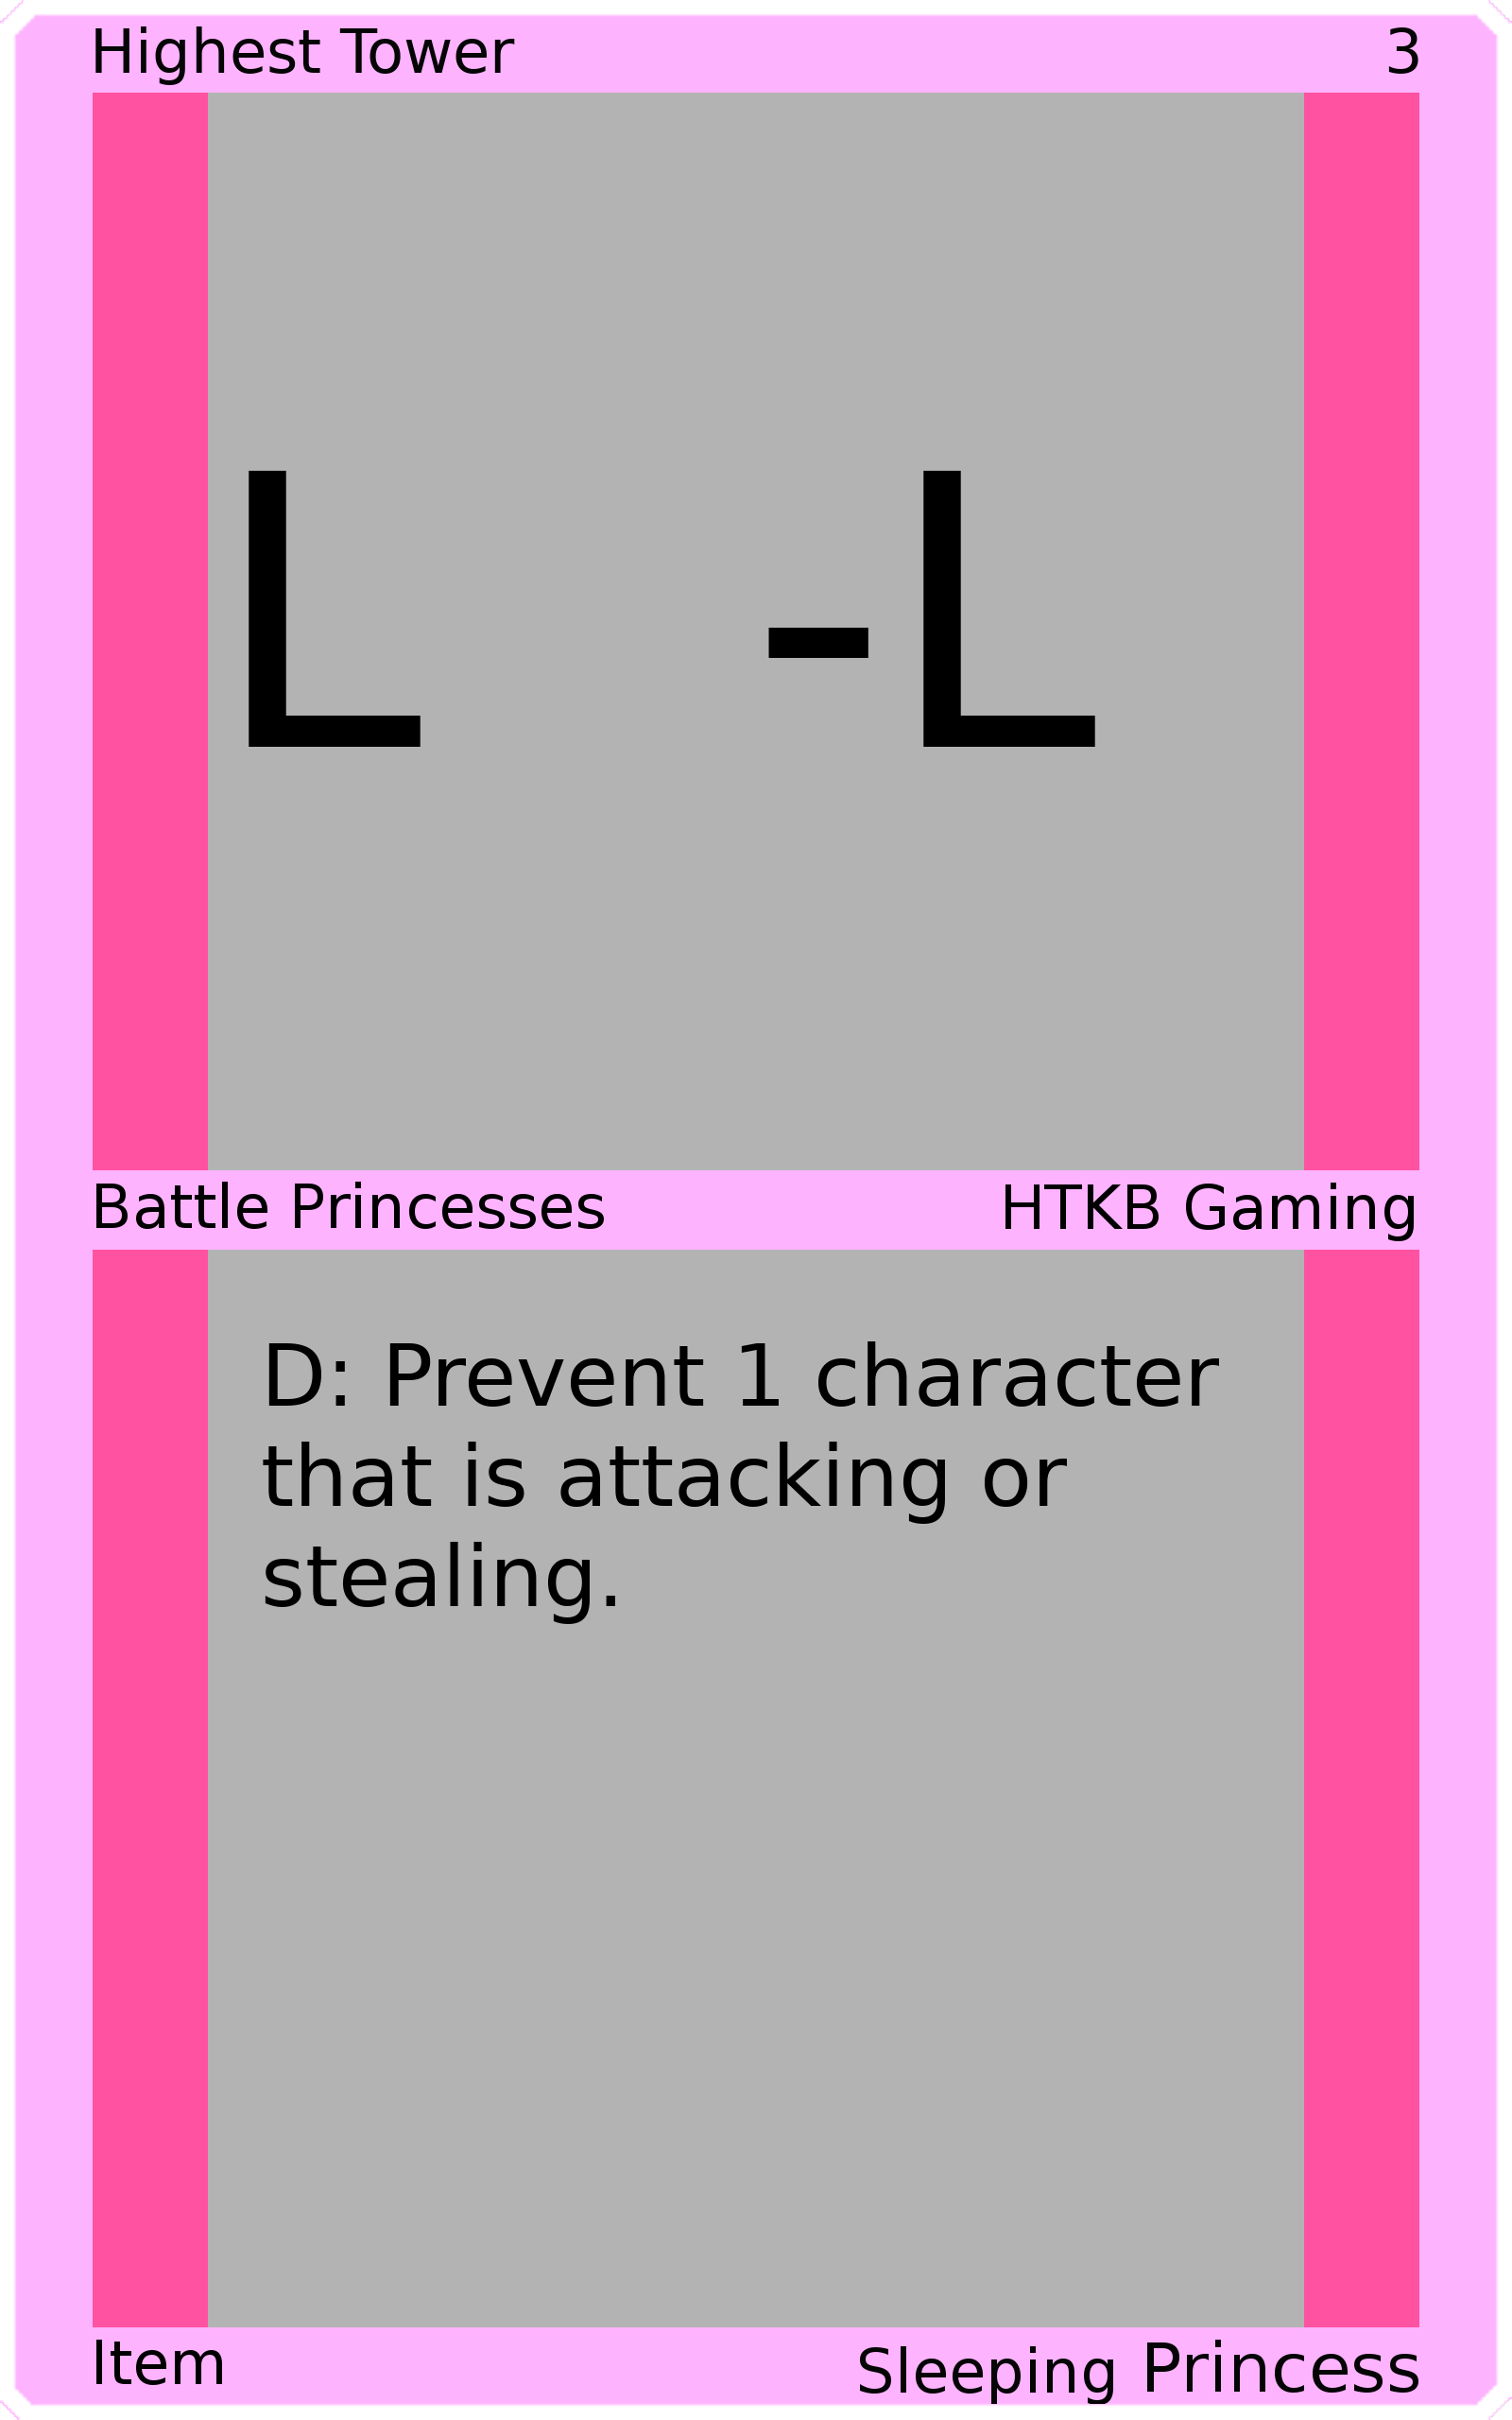 Highest Tower 3
L -L
Battle Princesses HTKB Gaming
D: Prevent 1 character
that is attacking or
stealing.
Item Sleeping Princess